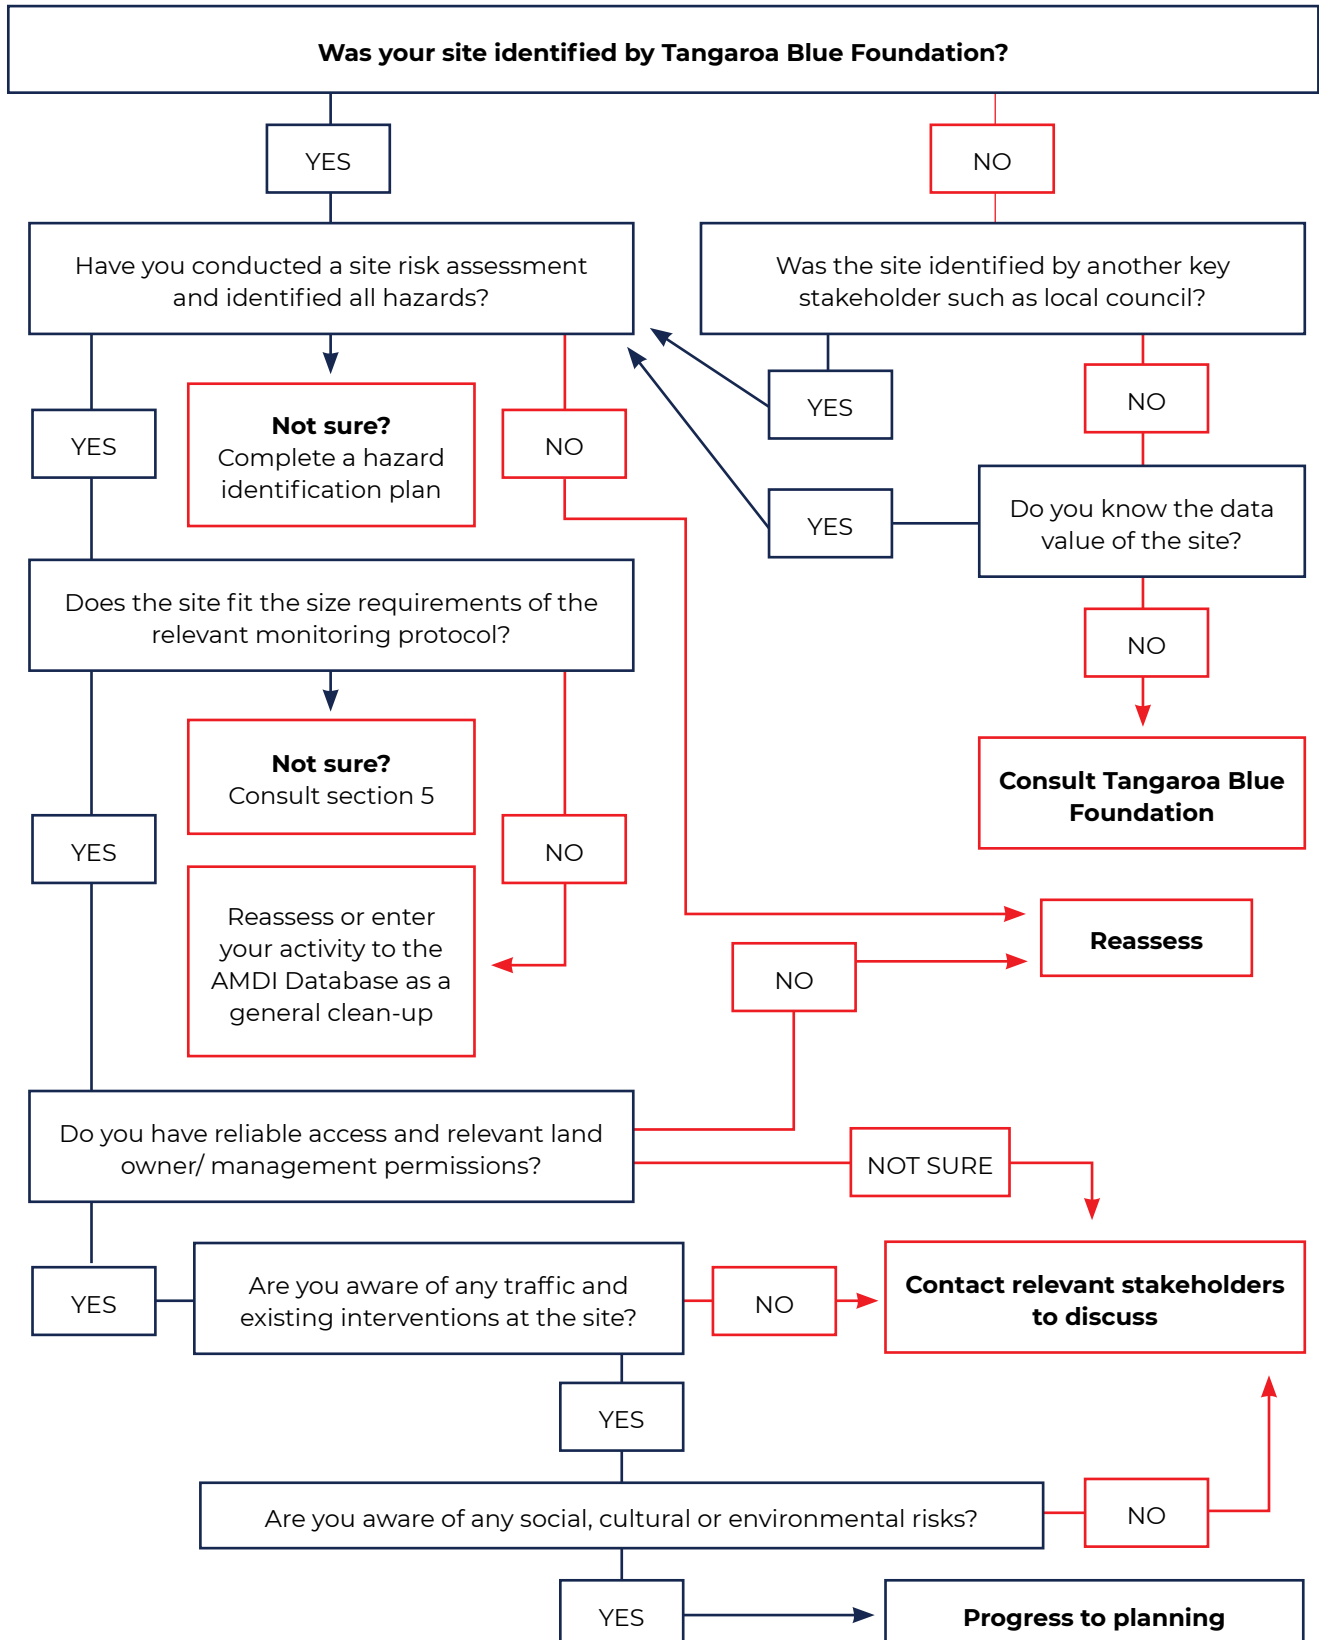 Was your site identified by Tangaroa Blue Foundation?
YES
NO
Have you conducted a site risk assessment
and identified all hazards?
Was the site identified by another key
stakeholder such as local council?
YES
Not sure?
Complete a hazard
identification plan
NO
YES
NO
YES
Do you know the data
value of the site?
NO
Consult Tangaroa Blue
Foundation
Does the site fit the size requirements of the
relevant monitoring protocol?
YES
Not sure?
Consult section 5
NO
Reassess or enter
your activity to the
AMDI Database as a
general clean-up
Reassess
NO
Do you have reliable access and relevant land
owner/ management permissions?
NOT SURE
YES
Are you aware of any traffic and
existing interventions at the site?
NO
Contact relevant stakeholders
to discuss
YES
Are you aware of any social, cultural or environmental risks?
NO
YES
Progress to planning